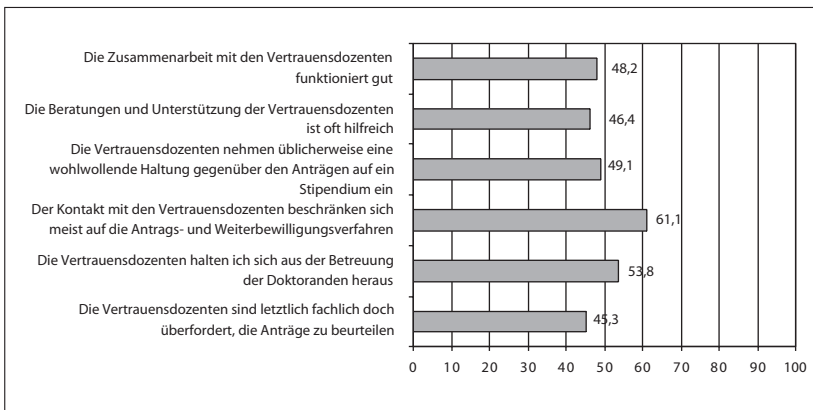 Die Zusammenarbeit mit den Vertrauensdozenten
funktioniert gut
48,2
Die Beratungen und Unterstützung der Vertrauensdozenten
ist oft hilfreich
46,4
Die Vertrauensdozenten nehmen üblicherweise eine
wohlwollende Haltung gegenüber den Anträgen auf ein
Stipendium ein
49,1
Der Kontakt mit den Vertrauensdozenten beschränken sich
meist auf die Antrags- und Weiterbewilligungsverfahren
61,1
Die Vertrauensdozenten halten ich sich aus der Betreuung
der Doktoranden heraus
53,8
Die Vertrauensdozenten sind letztlich fachlich doch
überfordert, die Anträge zu beurteilen
45,3
0 10 20 30 40 50 60 70 80 90 100